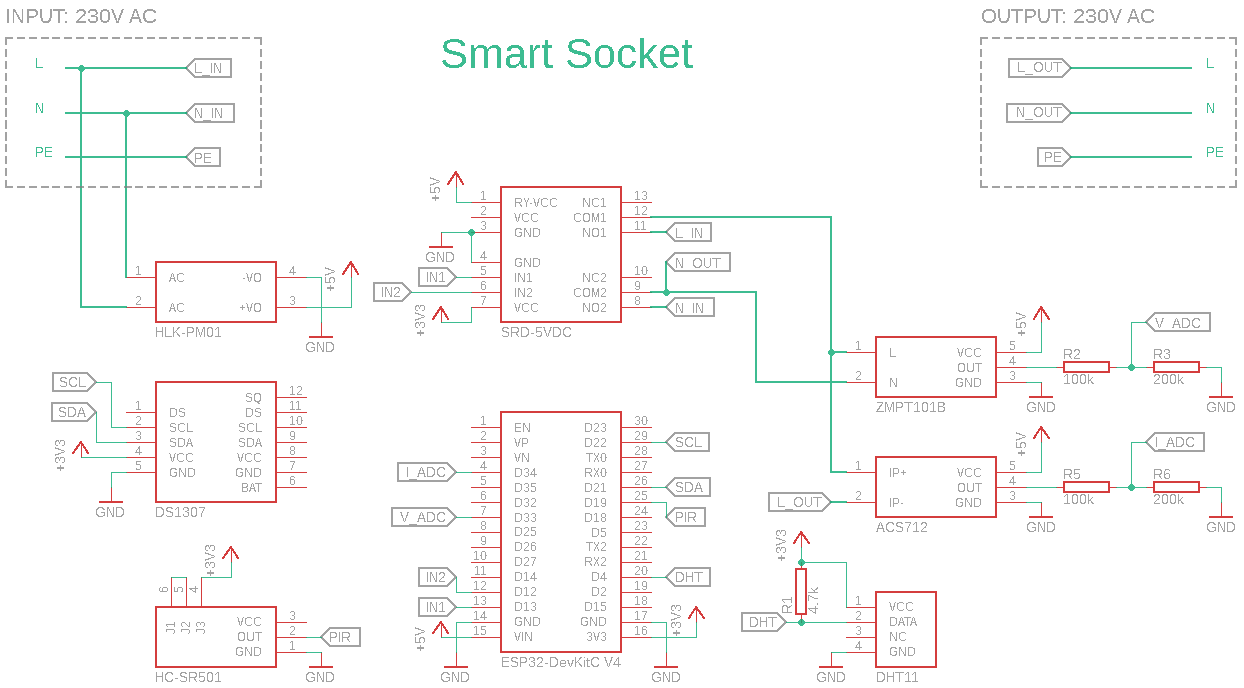 INPUT: 230V AC
L
L_IN
N
N_IN
PE
PE
Smart Socket
OUTPUT: 230V AC
L_OUT
L
N_OUT
N
PE
PE
1 AC -VO 4
2 AC +VO 3
+5V
HLK-PM01
GND
+5V
1 RY-VCC NC1 13
2 VCC COM1 12
3 GND NO1 11
L_IN
GND
4 GND
N_OUT
IN1
5 IN1 NC2 10
IN2
6 IN2 COM2 9
+3V3
7 VCC NO2 8
N_IN
SRD-5VDC
+5V
V_ADC
1 L VCC 5
OUT 4
R2
100k
R3
200k
2 N GND 3
ZMPT101B
GND
GND
+5V
I_ADC
1 IP+ VCC 5
OUT 4
R5
100k
R6
200k
L_OUT
2 IP- GND 3
ACS712
GND
GND
SCL
SDA
+3V3
SQ 12
1 DS DS 11
2 SCL SCL 10
3 SDA SDA 9
4 VCC VCC 8
5 GND GND 7
BAT 6
GND
DS1307
1 EN D23 30
2 VP D22 29
SCL
3 VN TX0 28
I_ADC
4 D34 RX0 27
5 D35 D21 26
SDA
6 D32 D19 25
V_ADC
7 D33 D18 24
PIR
8 D25 D5 23
9 D26 TX2 22
10 D27 RX2 21
IN2
11 D14 D4 20
DHT
12 D12 D2 19
IN1
13 D13 D15 18
14 GND GND 17
+5V
15 VIN 3V3 16
+3V3
GND
ESP32-DevKitC V4
GND
+3V3
6 5 4
J1 J2 J3
VCC 3
OUT 2
PIR
GND 1
HC-SR501
GND
+3V3
R1
4.7k
DHT
1 VCC
2 DATA
3 NC
4 GND
GND
DHT11